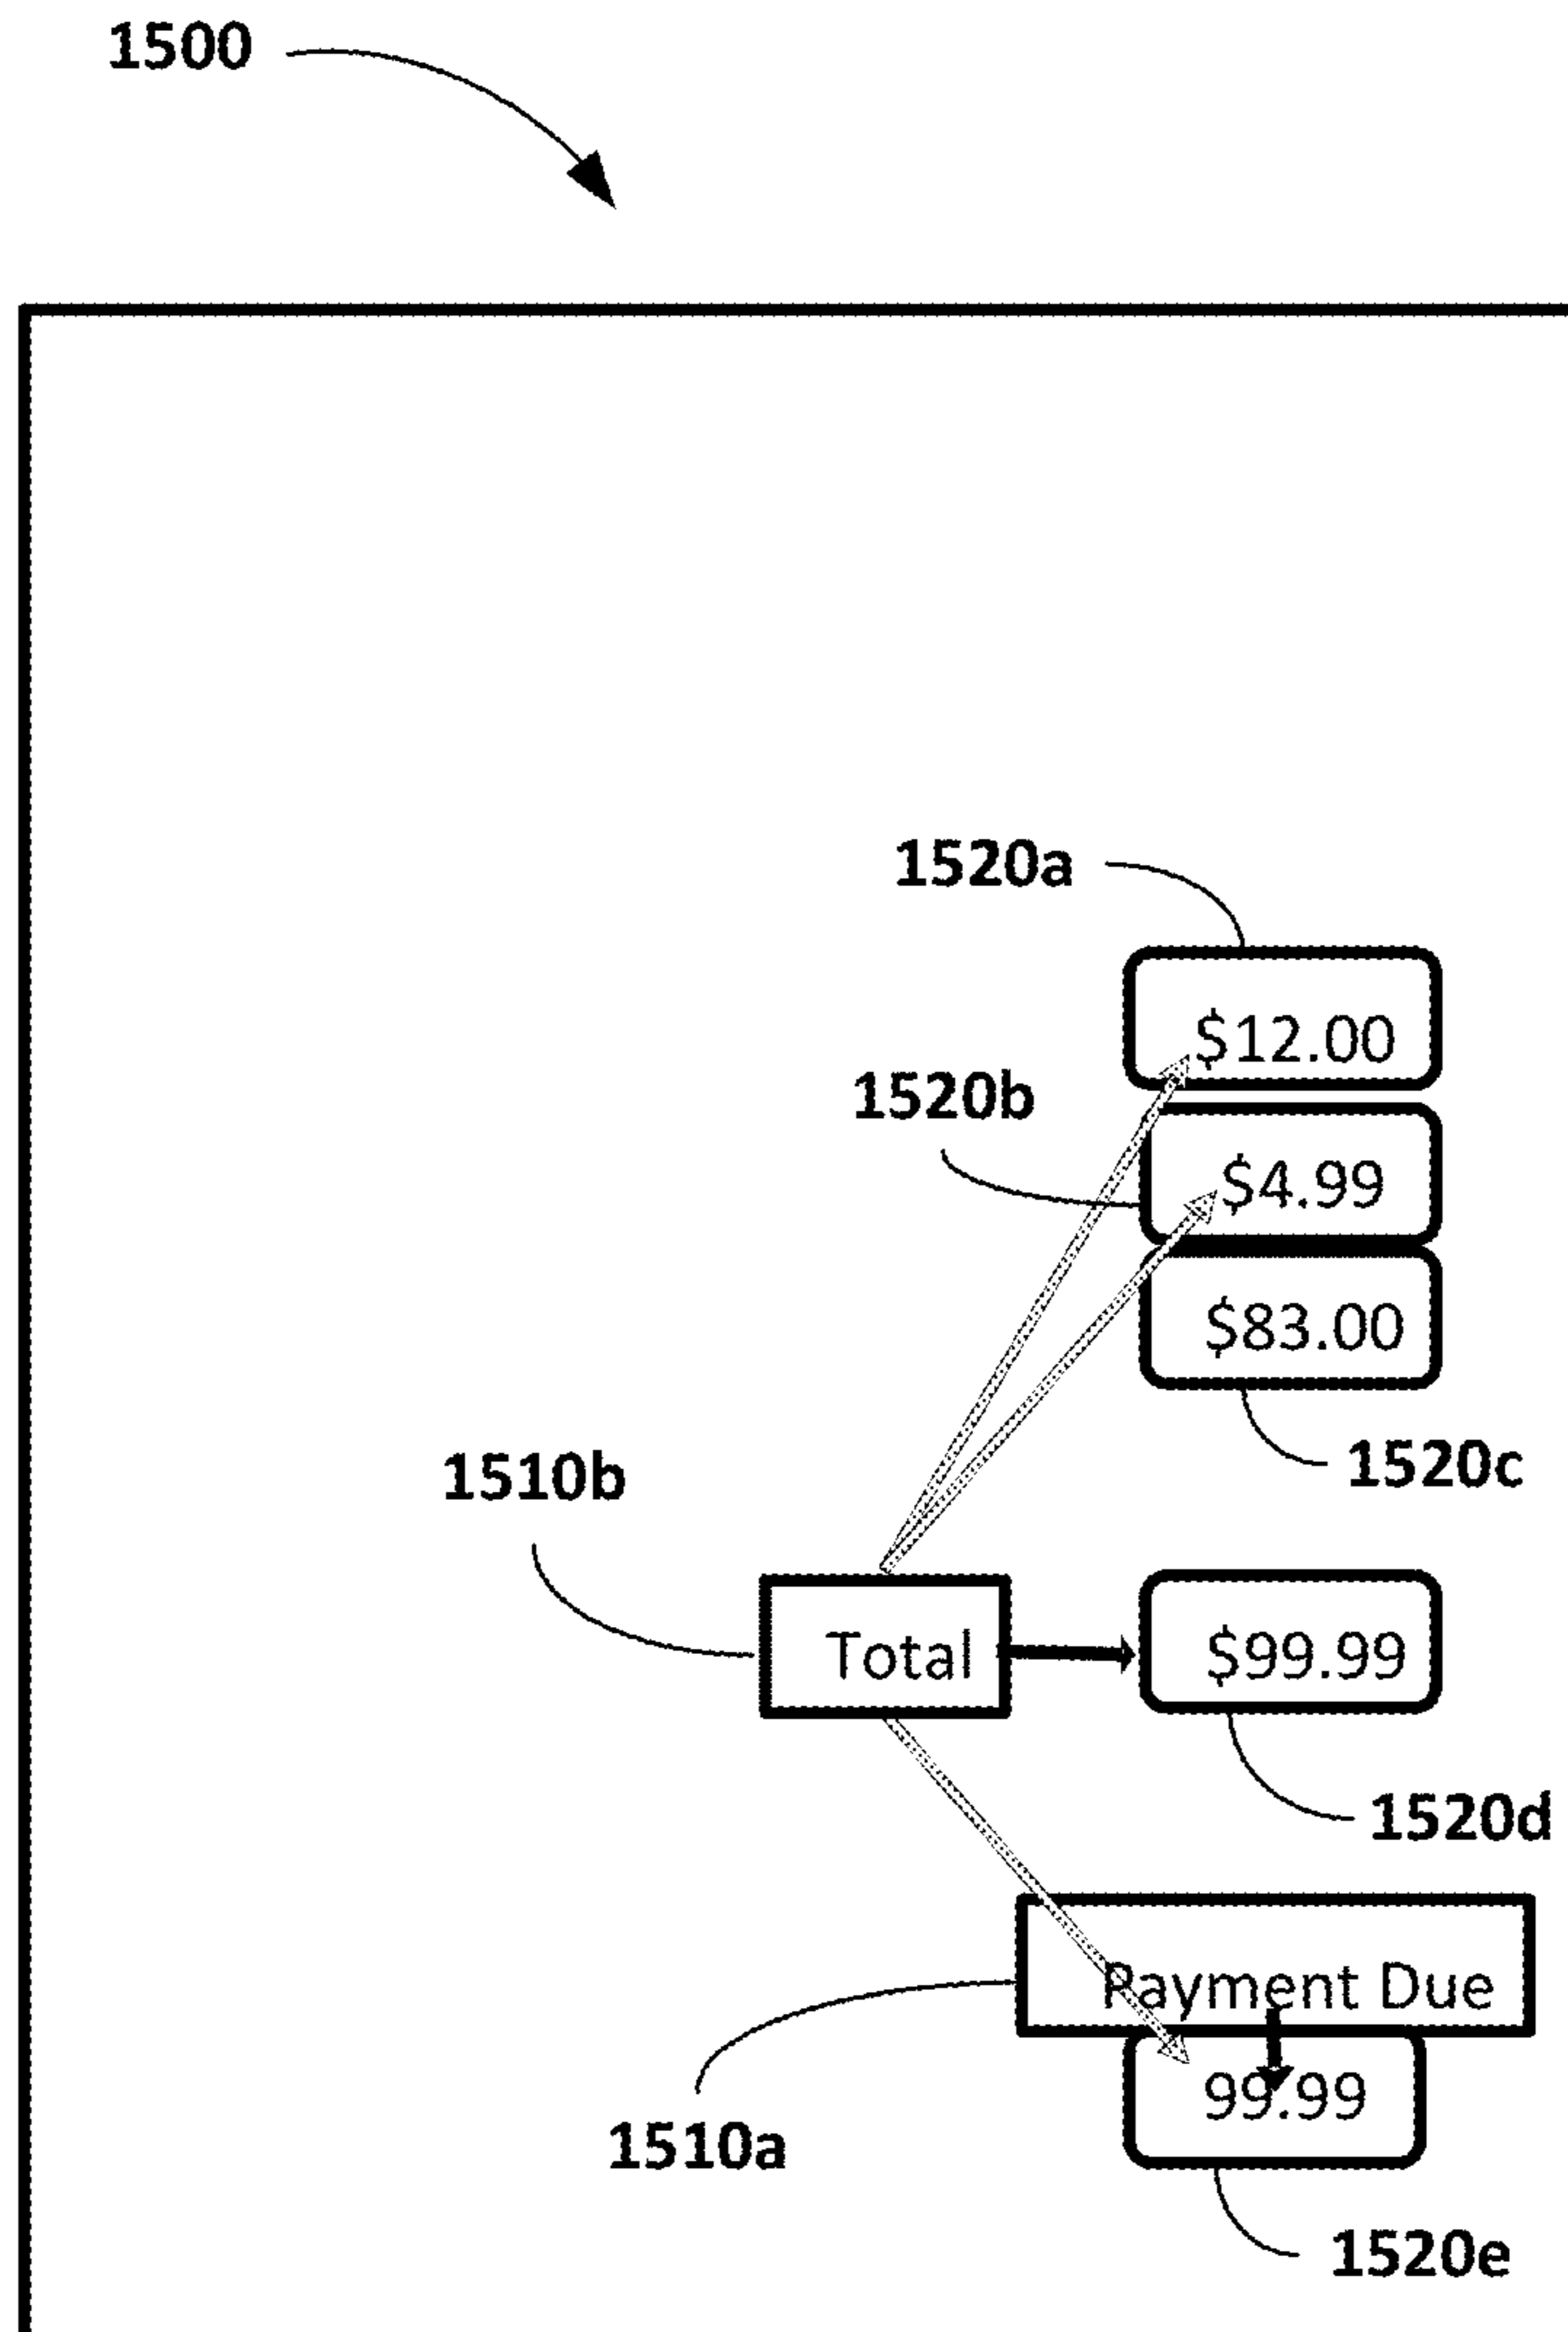 1500
1520a
$12.00
1520b
$4.99
$83.00
1520c
1510b
Total
$99.99
1520d
Payment Due
99.99
1510a
1520e